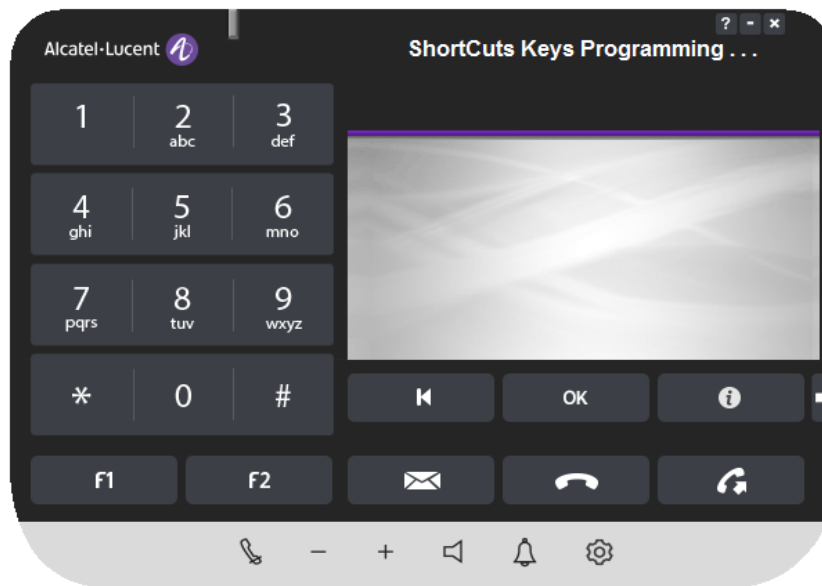 ? - ×
Alcatel·Lucent
ShortCuts Keys Programming . . .
1 2 3
abc def
4 5 6
ghi jkl mno
7 8 9
pqrs tuv wxyz
* 0 #
OK i
F1 F2
− +